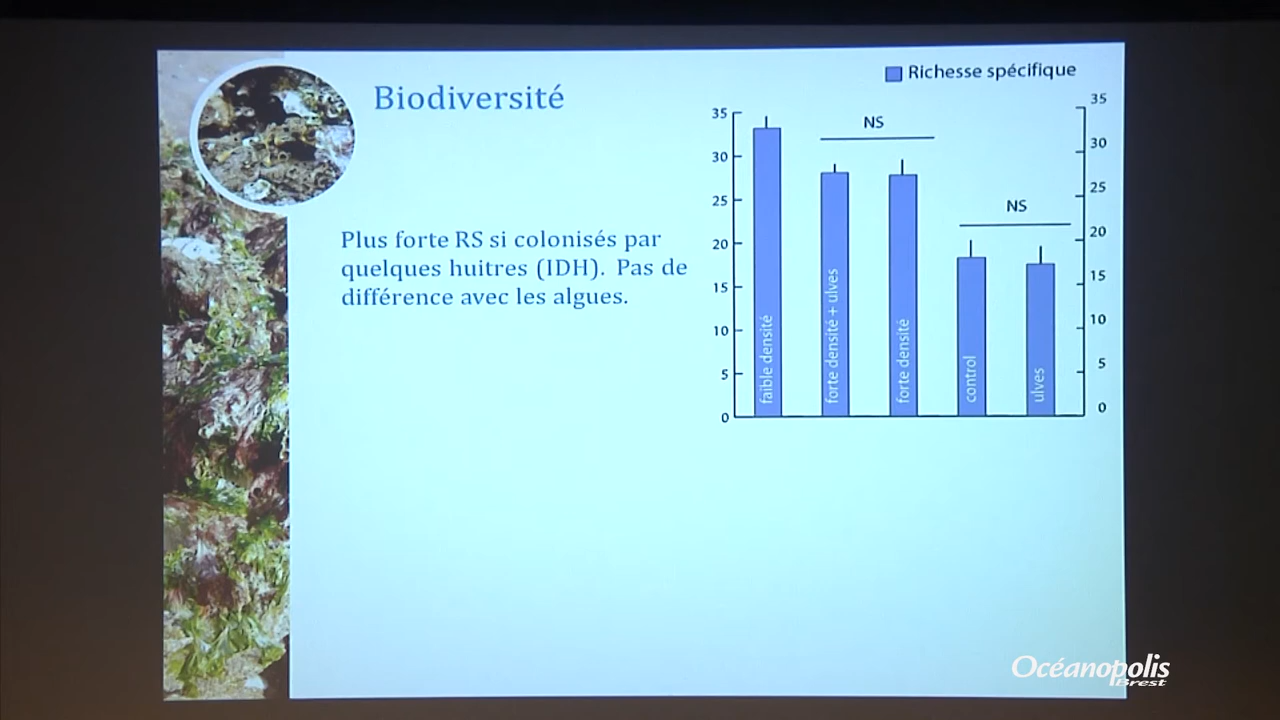 Biodiversité
Plus forte RS si colonisés par
quelques huitres (IDH). Pas de
différence avec les algues.
Richesse spécifique
35
30
25
20
15
10
5
0
NS
NS
faible densité
forte densité + ulves
forte densité
control
ulves
35
30
25
20
15
10
5
0
Océanopolis
Brest